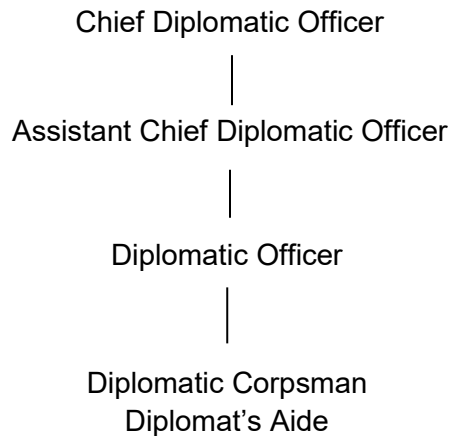 Chief Diplomatic Officer
Assistant Chief Diplomatic Officer
Diplomatic Officer
Diplomatic Corpsman
Diplomat’s Aide